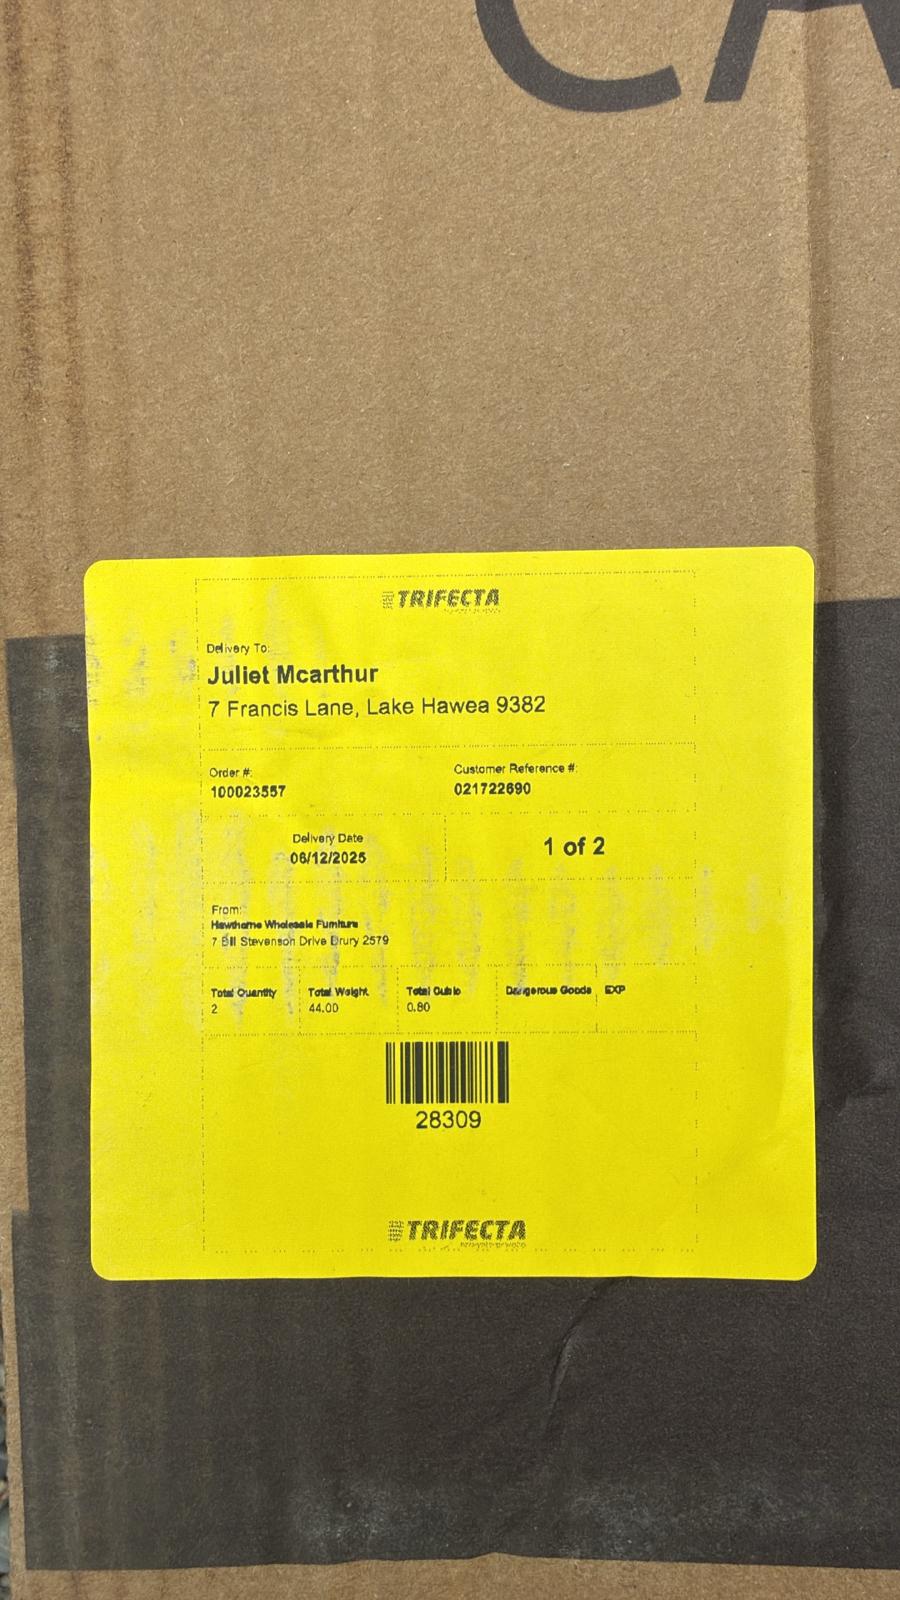 CA
TRIFECTA
Delivery To:
Juliet Mcarthur
7 Francis Lane, Lake Hawea 9382
Order #:
100023557
Customer Reference #:
021722690
Delivery Date
06/12/2025
1 of 2
From:
Hawthorne Wholesale Furniture
7 Bill Stevenson Drive Drury 2579
Total Quantity
2
Total Weight
44.00
Total Cubic
0.80
Dangerous Goods
EXP
28309
TRIFECTA